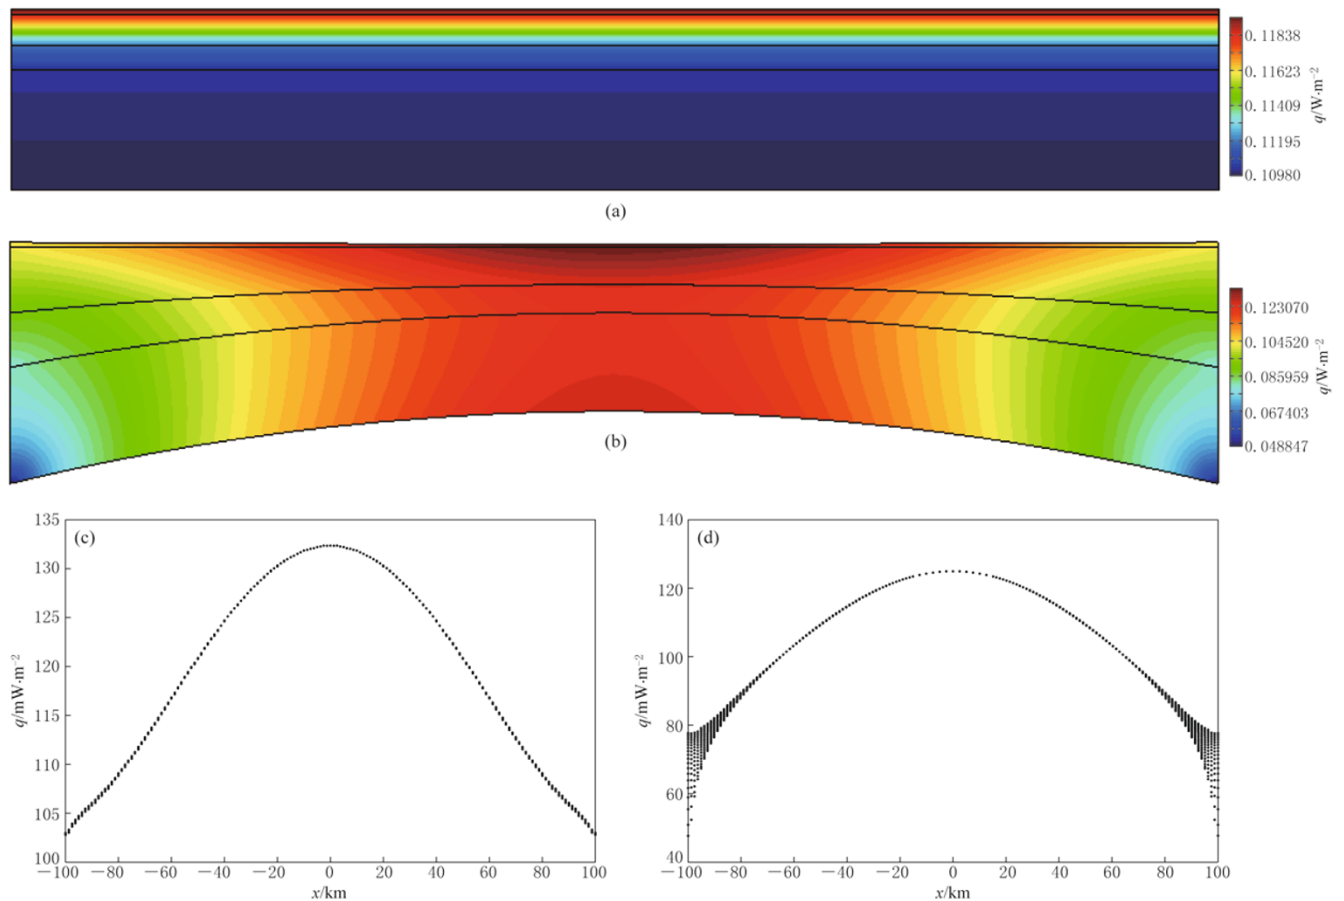 0. 11838
0. 11623
0. 11409
0. 11195
0. 10980
q/W·m⁻²
(a)
0. 123070
0. 104520
0. 085959
0. 067403
0. 048847
q/W·m⁻²
(b)
(c)
135
130
125
120
115
110
105
100
q/mW·m⁻²
−100 −80 −60 −40 −20 0 20 40 60 80 100
x/km
(d)
140
120
100
80
60
40
q/mW·m⁻²
−100 −80 −60 −40 −20 0 20 40 60 80 100
x/km